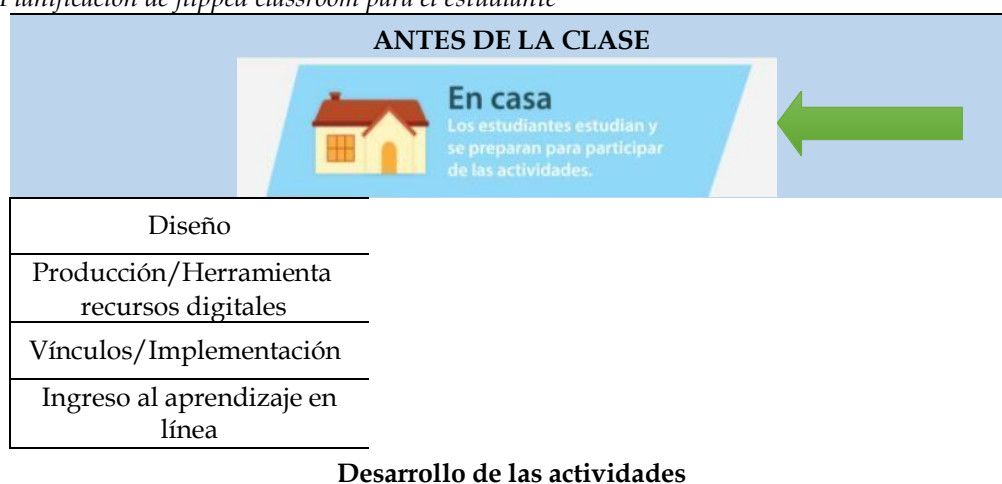 Planificación de flipped classroom para el estudiante
ANTES DE LA CLASE
En casa
Los estudiantes estudian y
se preparan para participar
de las actividades.
Diseño
Producción/Herramienta
recursos digitales
Vínculos/Implementación
Ingreso al aprendizaje en
línea
Desarrollo de las actividades